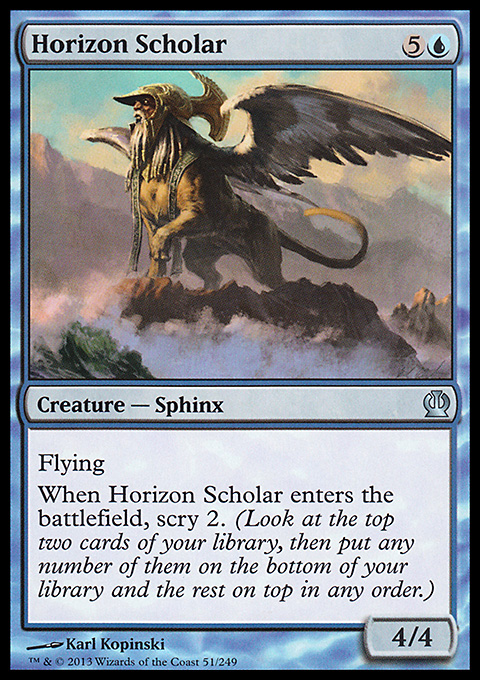 Horizon Scholar 5
Creature — Sphinx
Flying
When Horizon Scholar enters the
battlefield, scry 2. (Look at the top
two cards of your library, then put any
number of them on the bottom of your
library and the rest on top in any order.)
Karl Kopinski
4/4
™ & © 2013 Wizards of the Coast 51/249